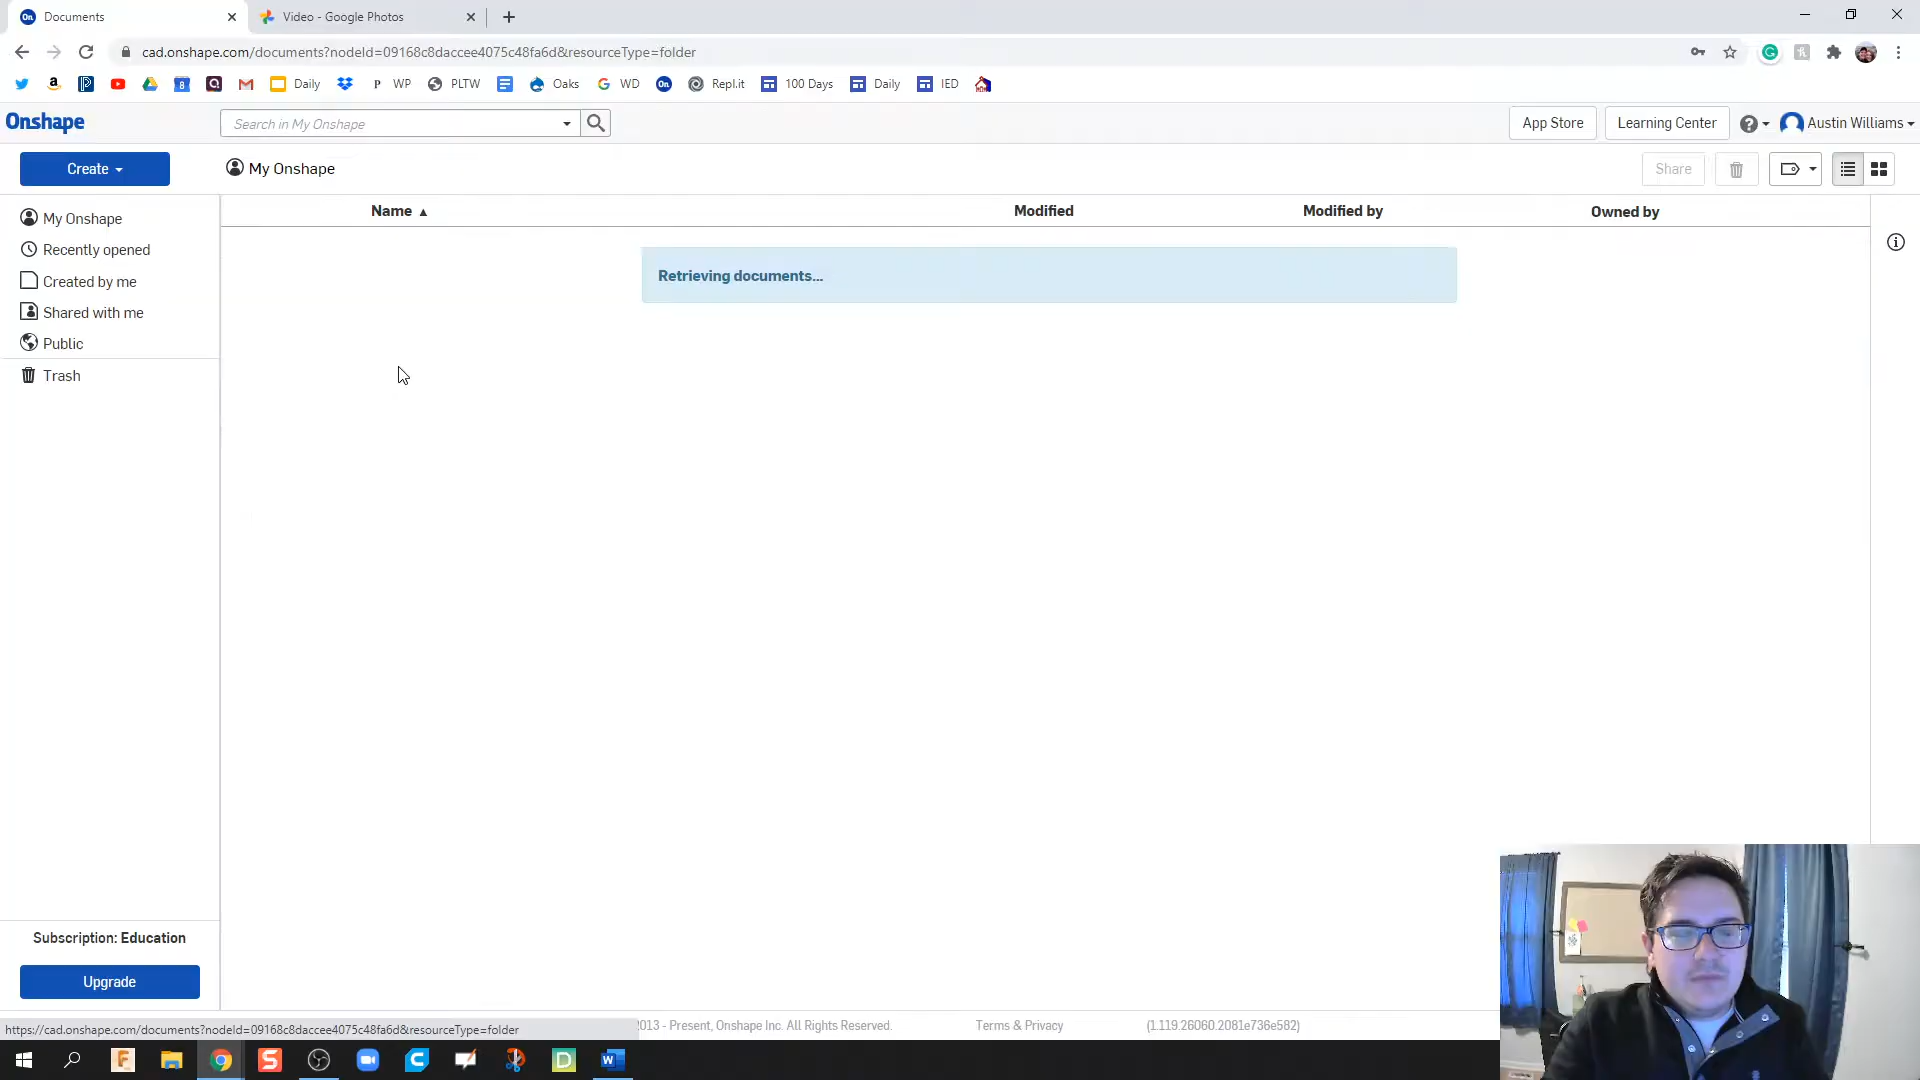 Documents
Video - Google Photos
cad.onshape.com/documents?nodeId=09168c8daccee4075c48fa6d&resourceType=folder
Daily
WP
PLTW
Oaks
WD
Repl.it
100 Days
Daily
IED
Onshape
Search in My Onshape
App Store
Learning Center
Austin Williams
Create
My Onshape
Share
Name
Modified
Modified by
Owned by
My Onshape
Recently opened
Created by me
Shared with me
Public
Trash
Retrieving documents...
Subscription: Education
Upgrade
https://cad.onshape.com/documents?nodeId=09168c8daccee4075c48fa6d&resourceType=folder
2013 - Present, Onshape Inc. All Rights Reserved.
Terms & Privacy
(1.119.26060.2081e736e582)